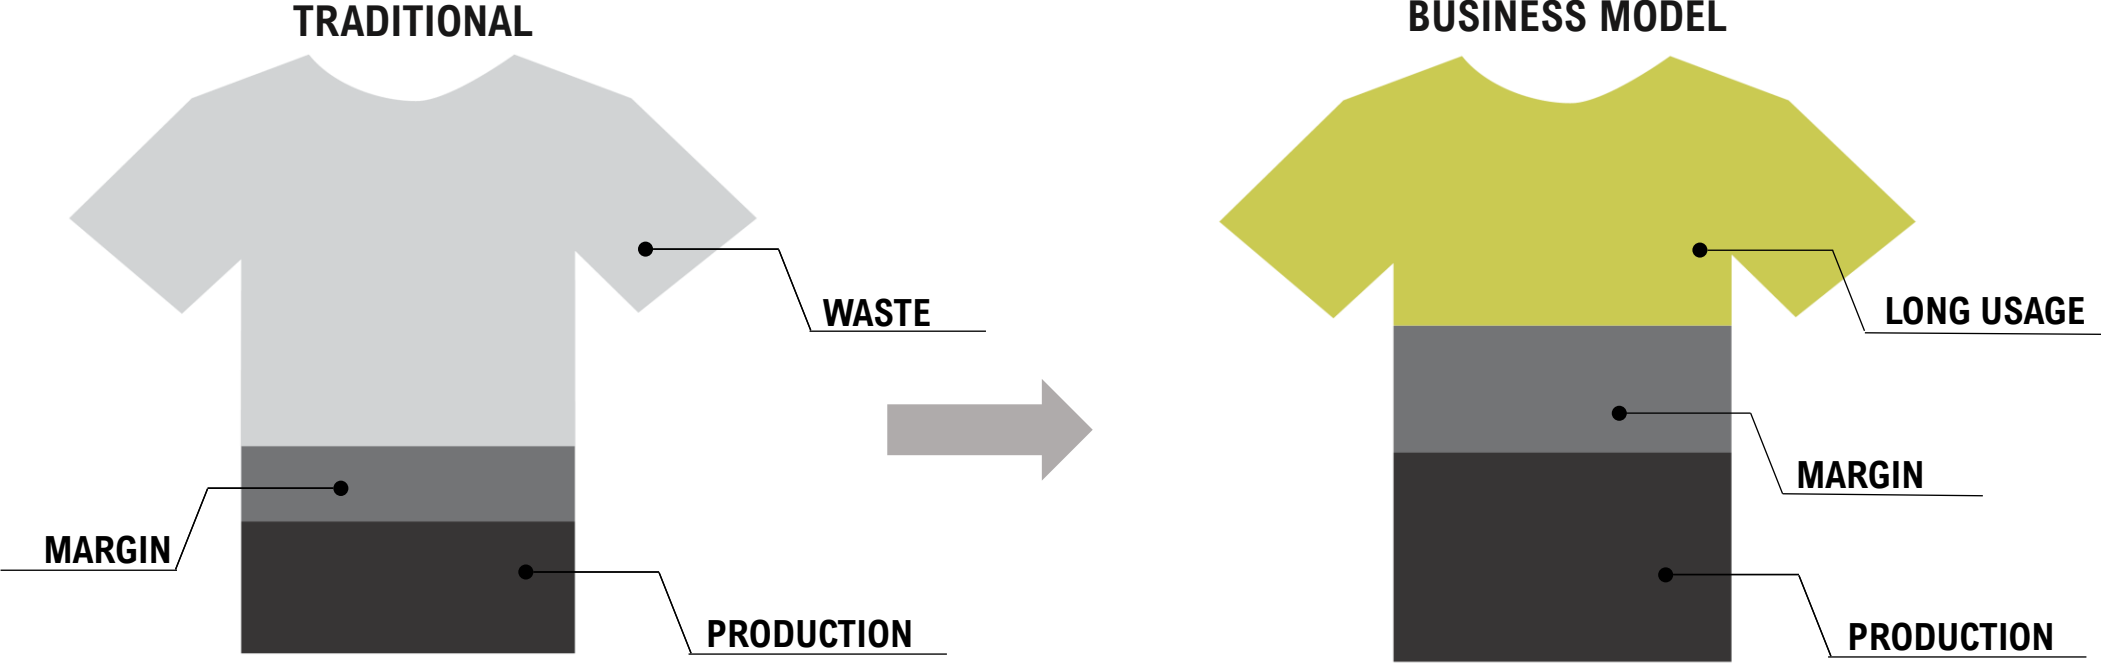 TRADITIONAL
WASTE
MARGIN
PRODUCTION
BUSINESS MODEL
LONG USAGE
MARGIN
PRODUCTION